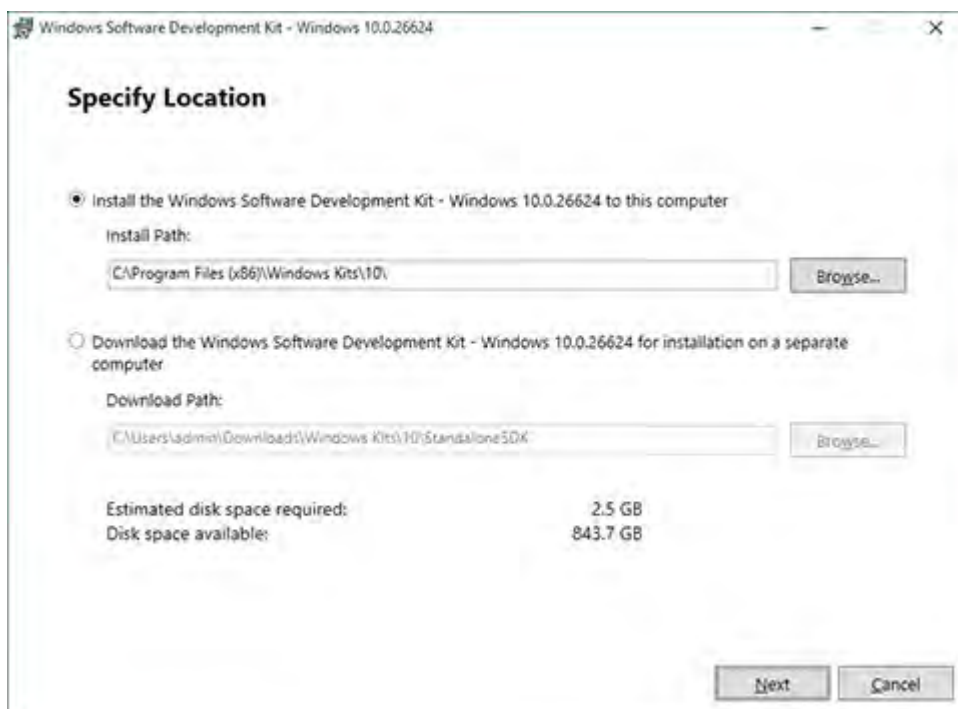 Windows Software Development Kit - Windows 10.0.26624
Specify Location
Install the Windows Software Development Kit - Windows 10.0.26624 to this computer
Install Path:
C:\Program Files (x86)\Windows Kits\10\
Browse...
Download the Windows Software Development Kit - Windows 10.0.26624 for installation on a separate
computer
Download Path:
C:\Users\admin\Downloads\Windows Kits\10\StandaloneSDK
Browse...
Estimated disk space required: 2.5 GB
Disk space available: 843.7 GB
Next Cancel